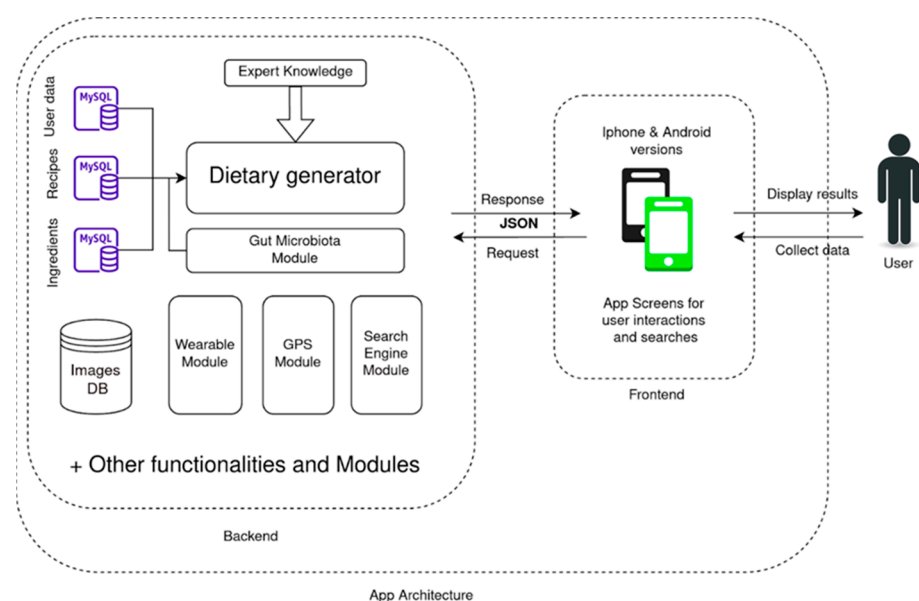 Expert Knowledge
User data
MySQL
Recipes
MySQL
Ingredients
MySQL
Dietary generator
Gut Microbiota
Module
Images
DB
Wearable
Module
GPS
Module
Search
Engine
Module
+ Other functionalities and Modules
Backend
Response
JSON
Request
Iphone & Android
versions
App Screens for
user interactions
and searches
Frontend
Display results
Collect data
User
App Architecture